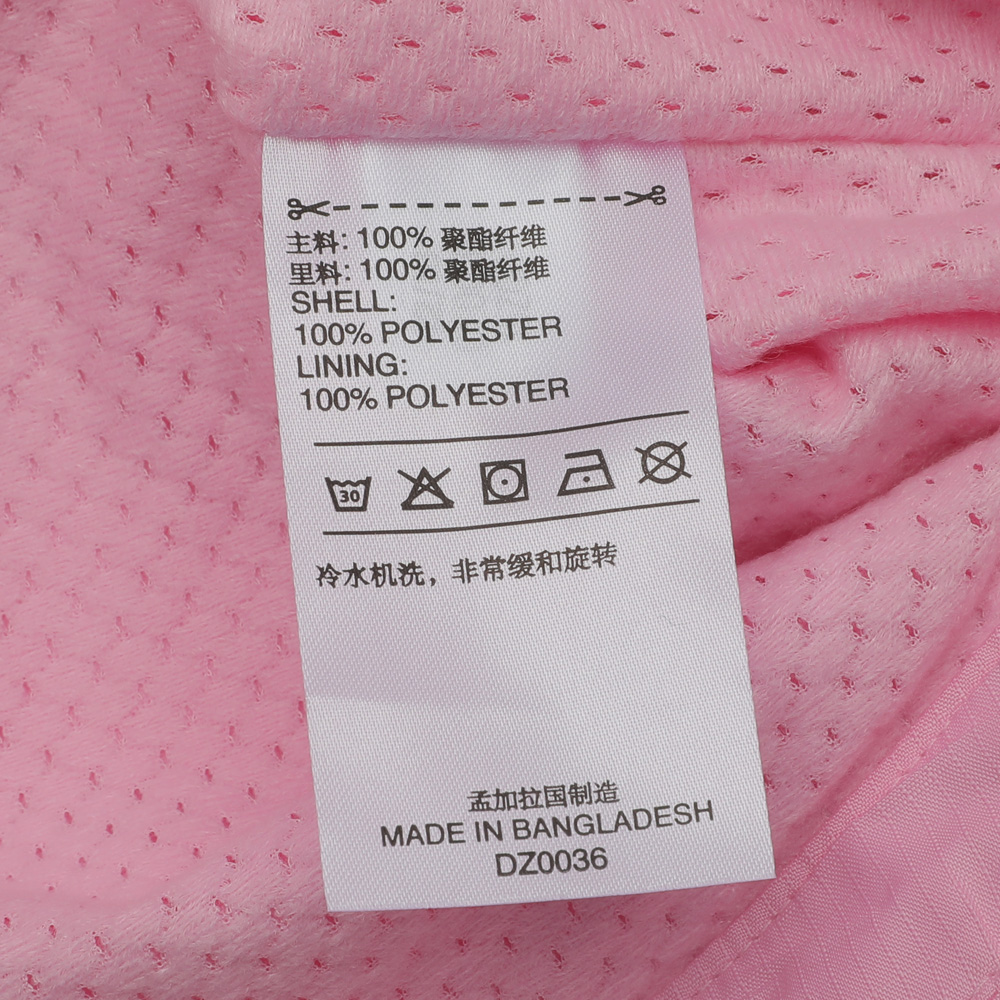 主料: 100% 聚酯纤维
里料: 100% 聚酯纤维
SHELL:
100% POLYESTER
LINING:
100% POLYESTER
30
冷水机洗，非常缓和旋转
孟加拉国制造
MADE IN BANGLADESH
DZ0036